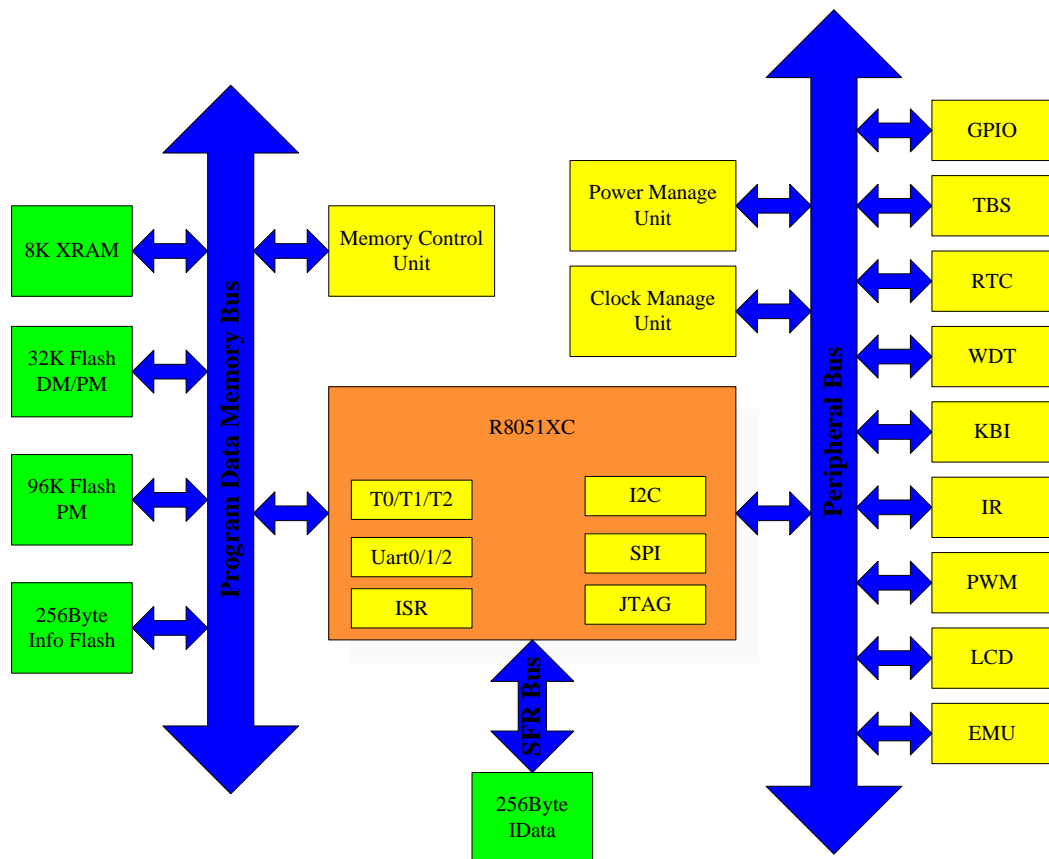 8K XRAM
32K Flash
DM/PM
96K Flash
PM
256Byte
Info Flash
Program Data Memory Bus
Memory Control
Unit
Power Manage
Unit
Clock Manage
Unit
R8051XC
T0/T1/T2
Uart0/1/2
ISR
I2C
SPI
JTAG
SFR Bus
256Byte
IData
Peripheral Bus
GPIO
TBS
RTC
WDT
KBI
IR
PWM
LCD
EMU